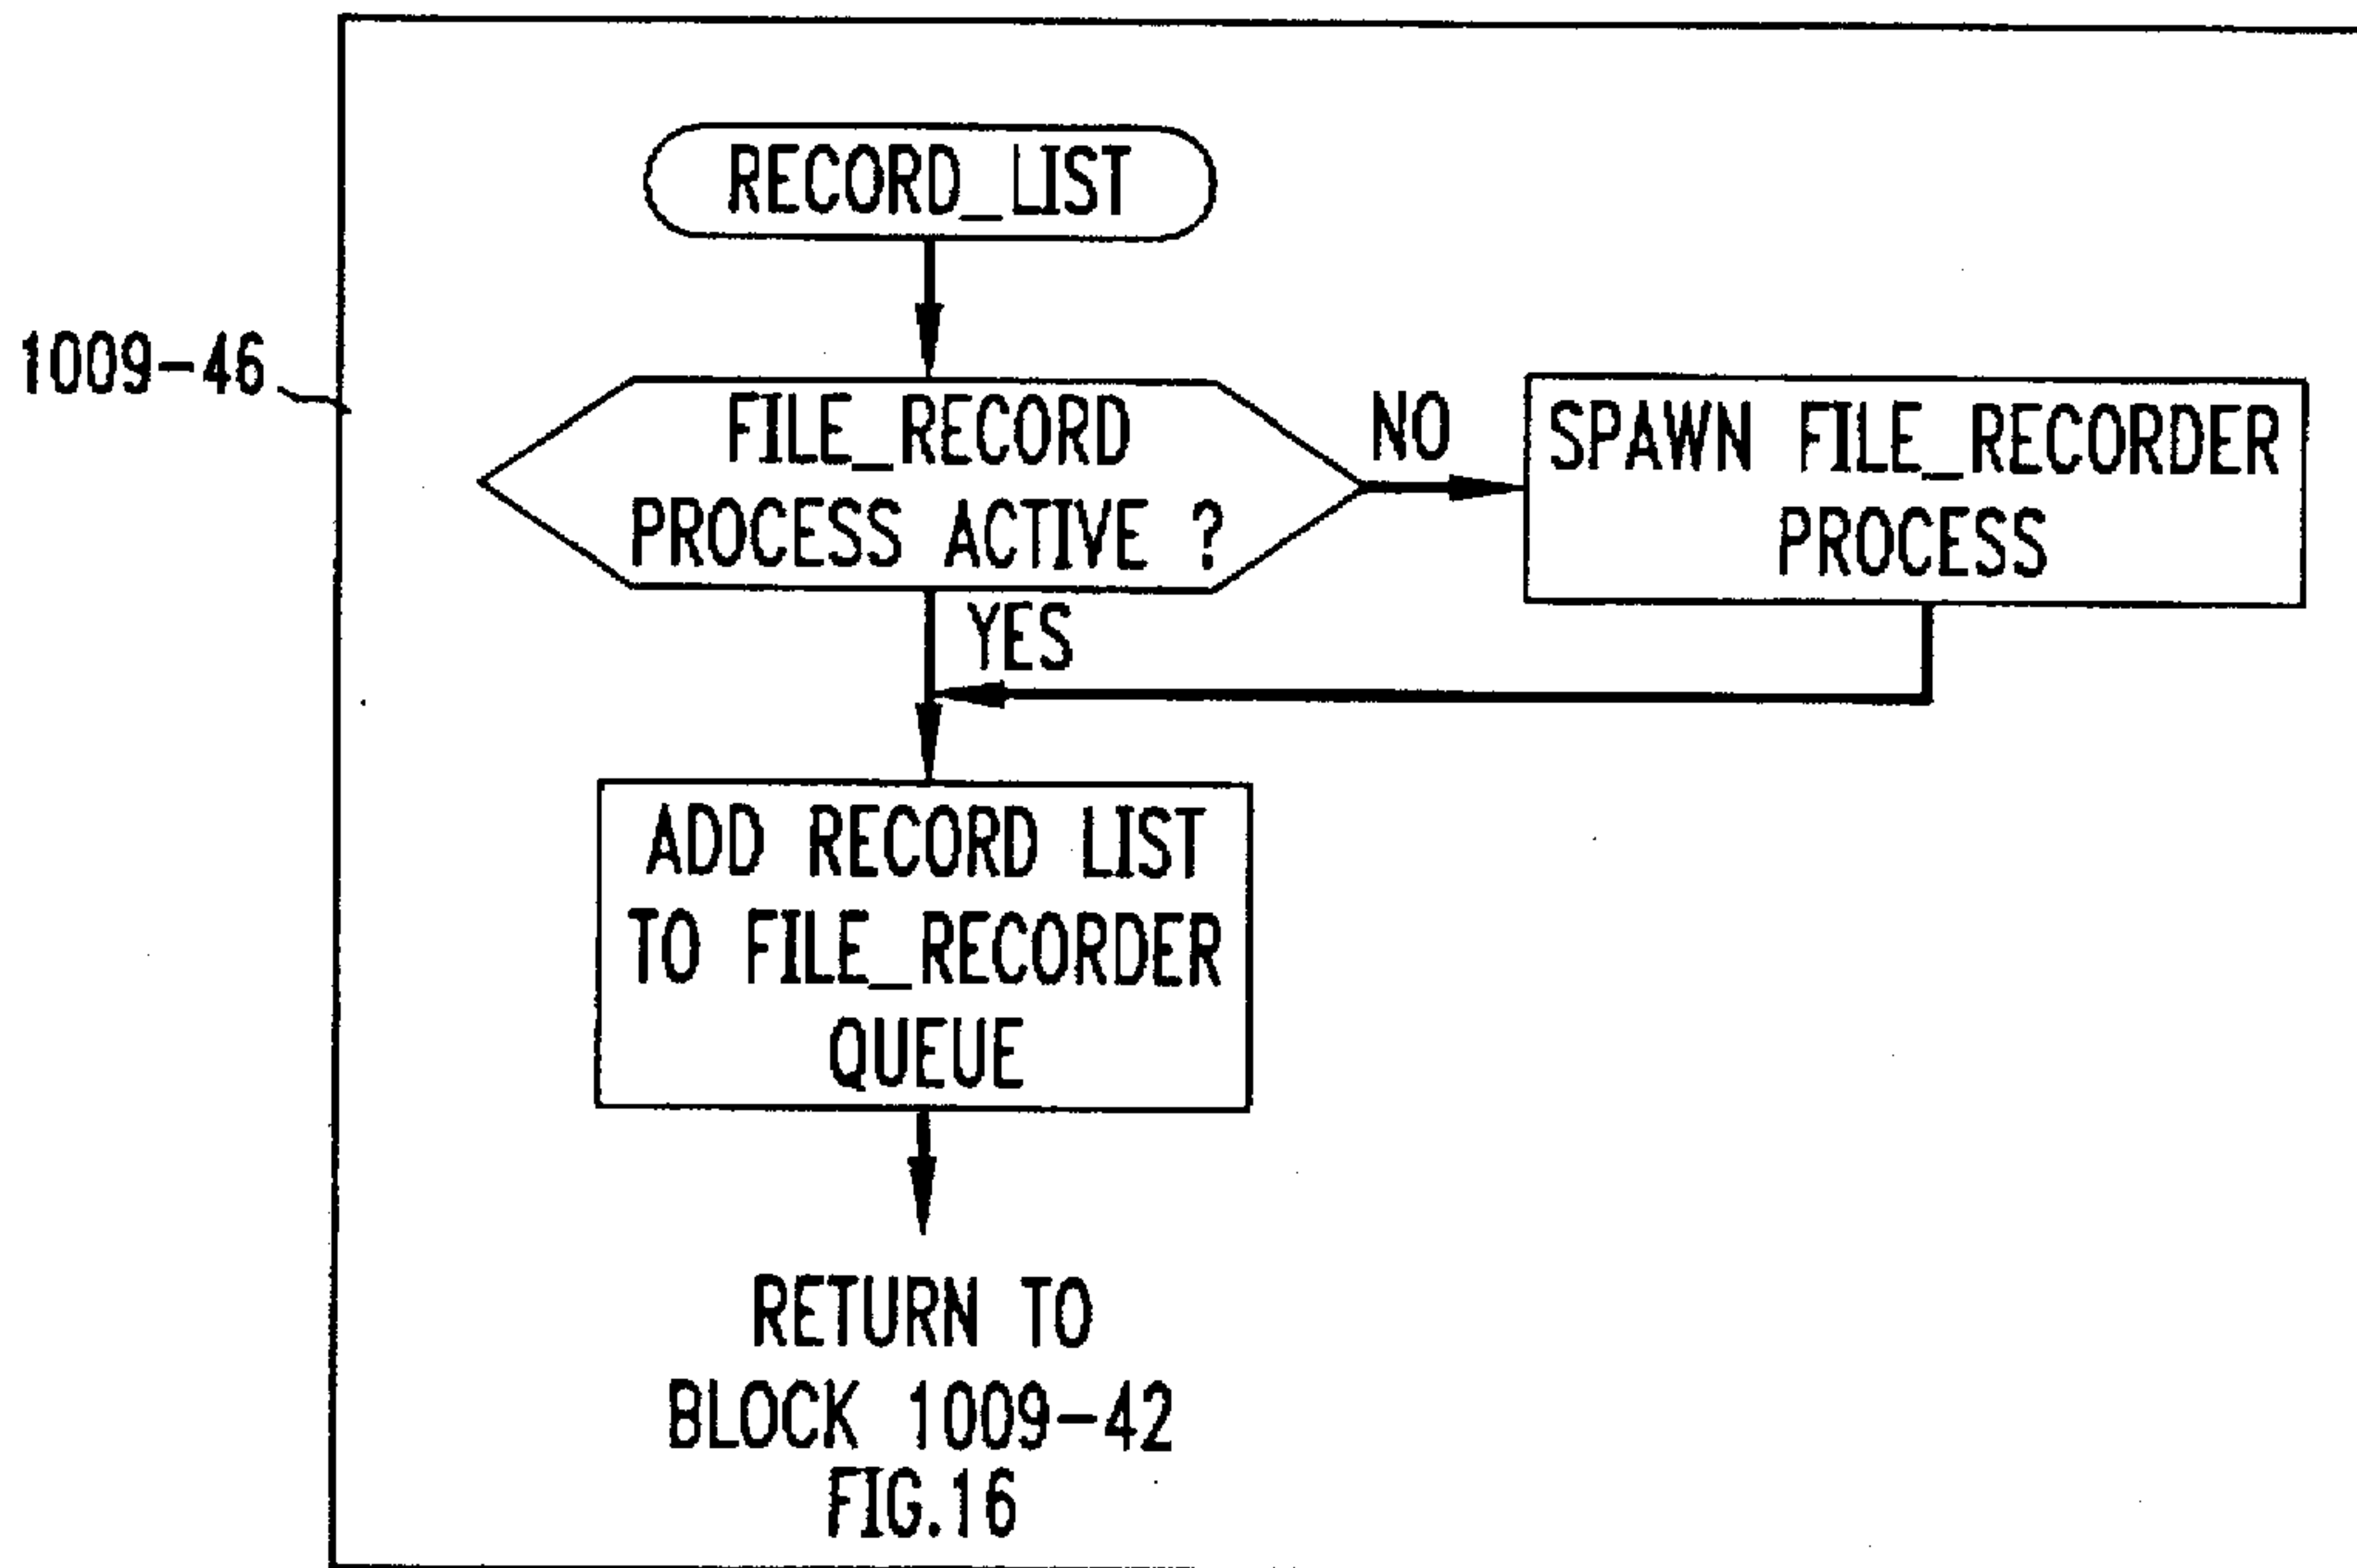 RECORD_LIST
1009-46
FILE_RECORD
PROCESS ACTIVE ?
NO
SPAWN FILE_RECORDER
PROCESS
YES
ADD RECORD LIST
TO FILE_RECORDER
QUEUE
RETURN TO
BLOCK 1009-42
FIG.16